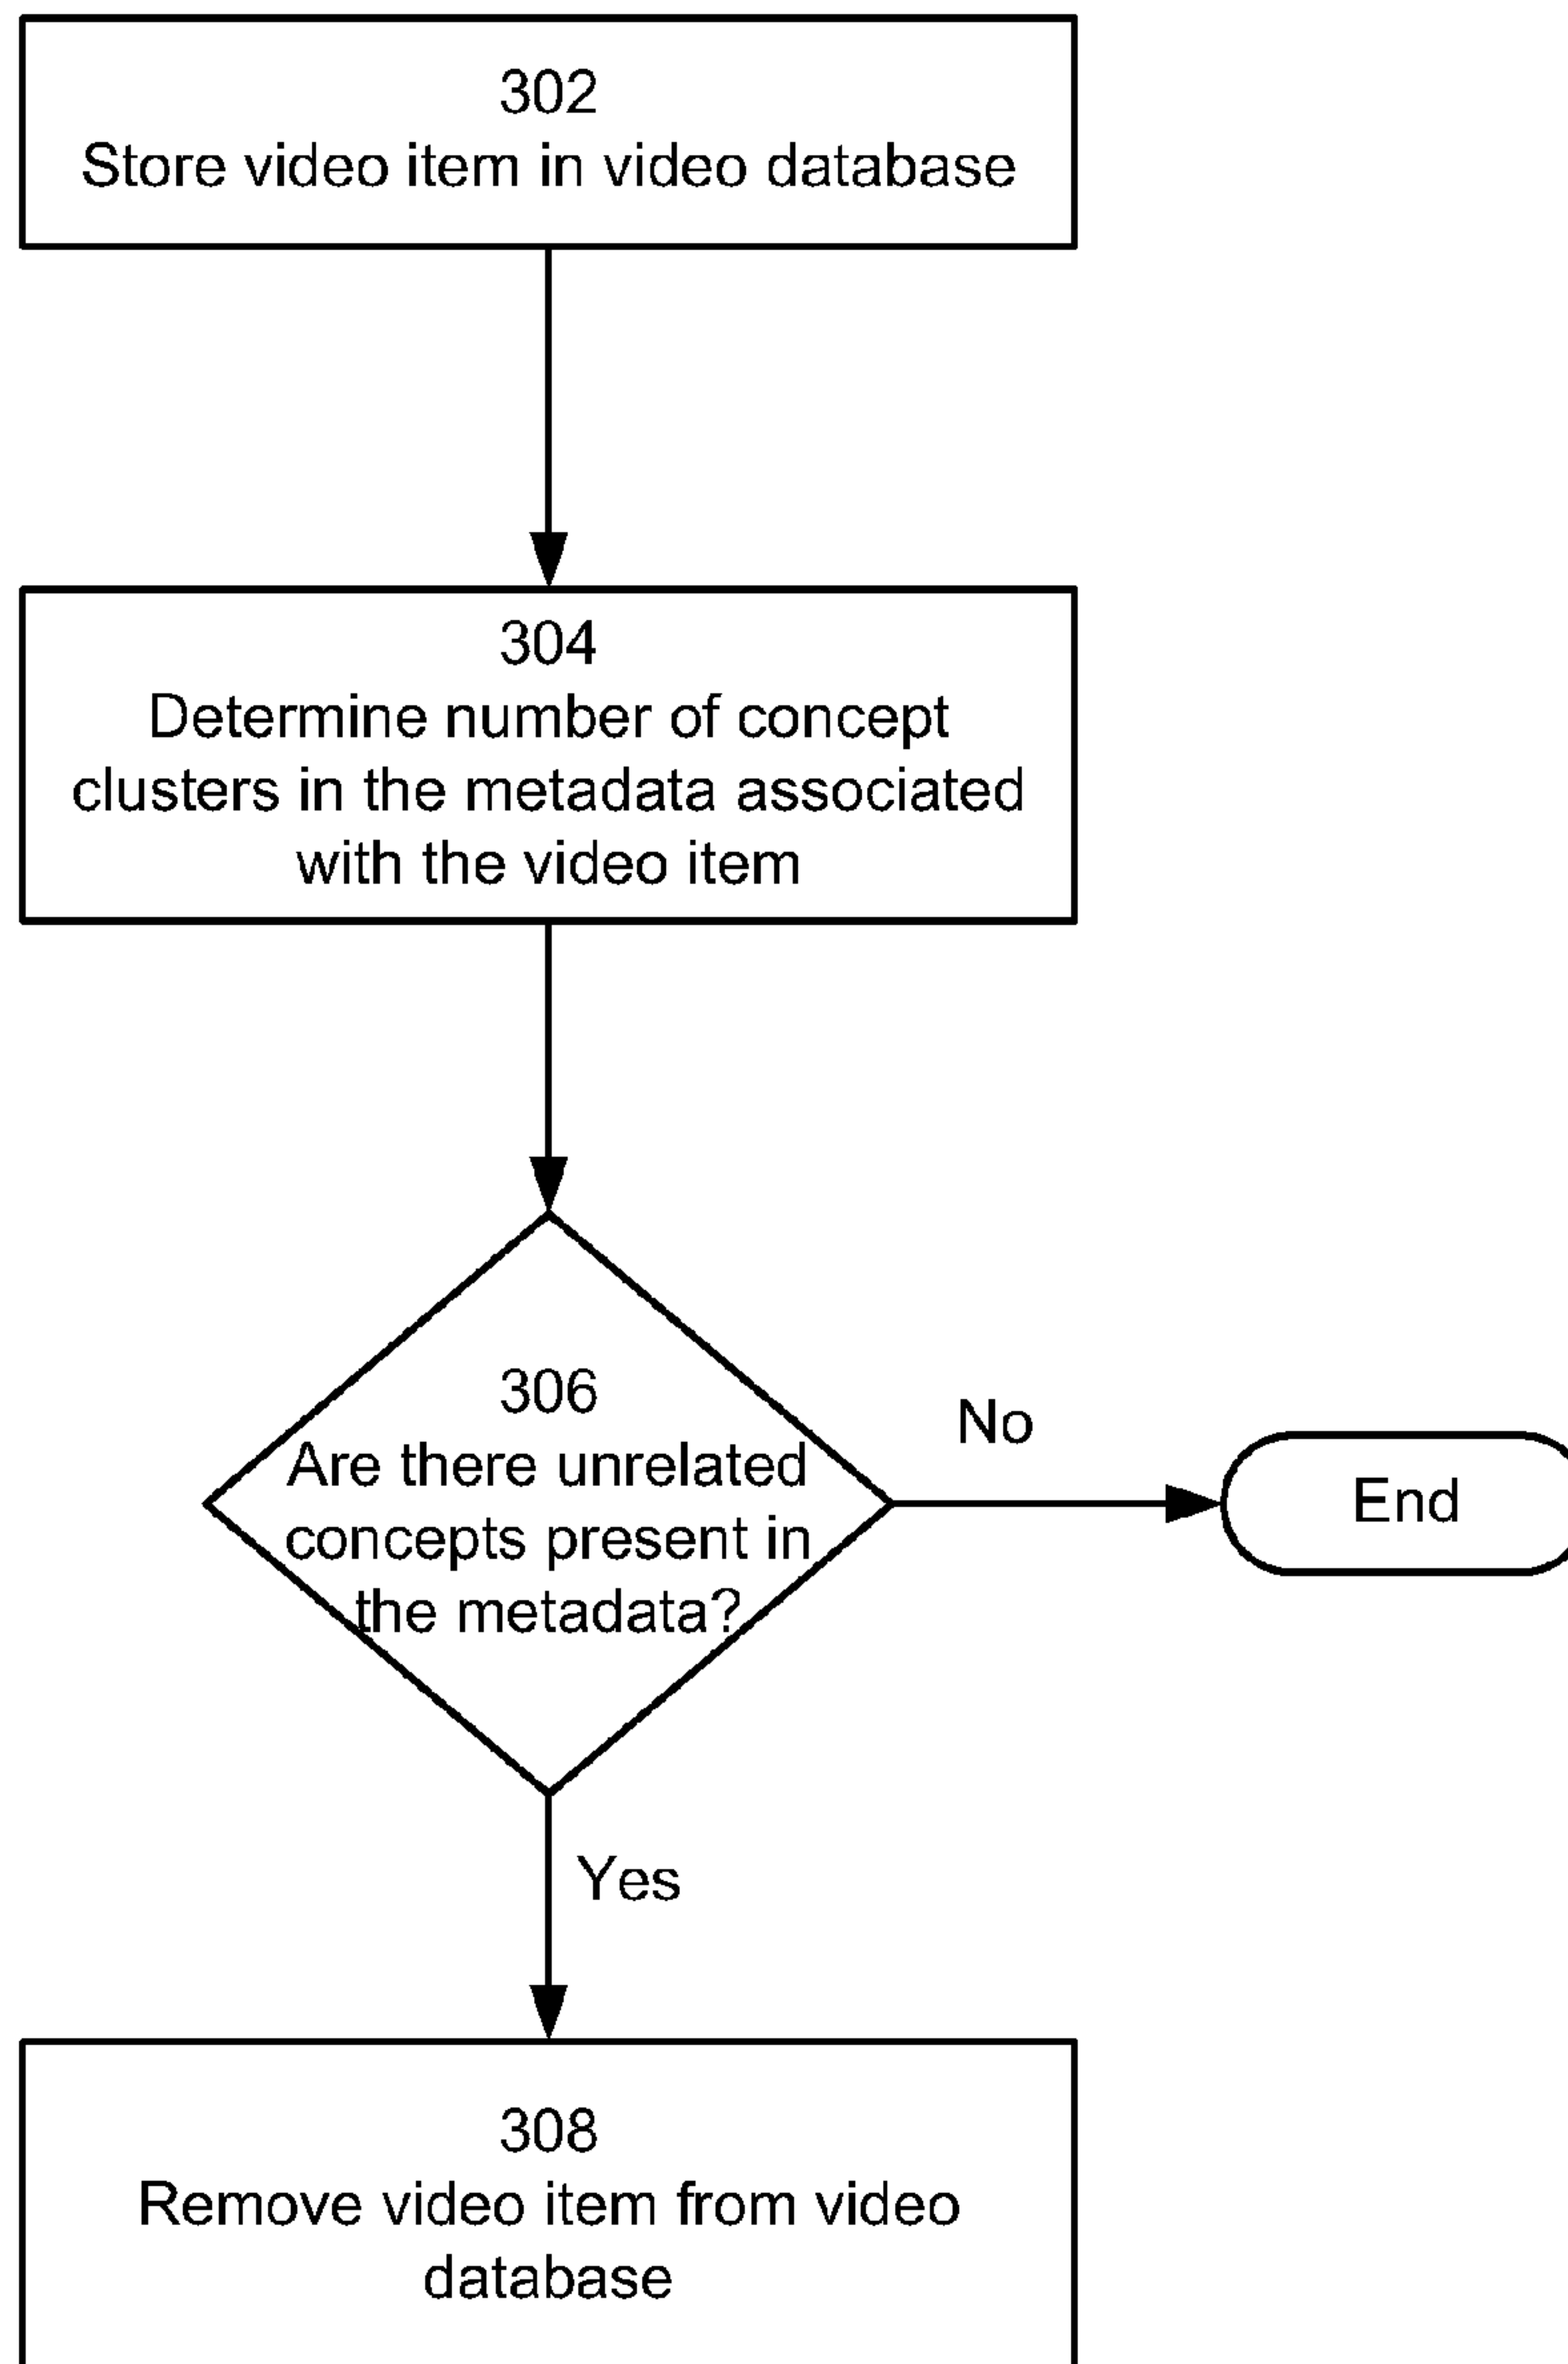 302
Store video item in video database
304
Determine number of concept
clusters in the metadata associated
with the video item
306
Are there unrelated
concepts present in
the metadata?
No
End
Yes
308
Remove video item from video
database